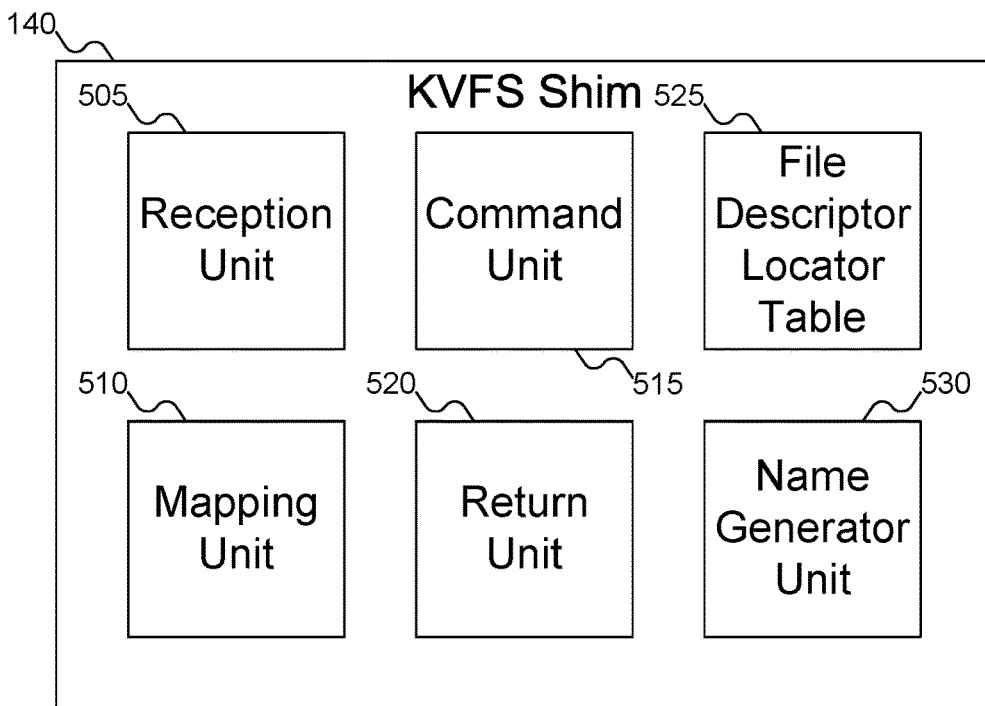 140
KVFS Shim
505
525
Reception
Unit
Command
Unit
File
Descriptor
Locator
Table
515
510
520
530
Mapping
Unit
Return
Unit
Name
Generator
Unit